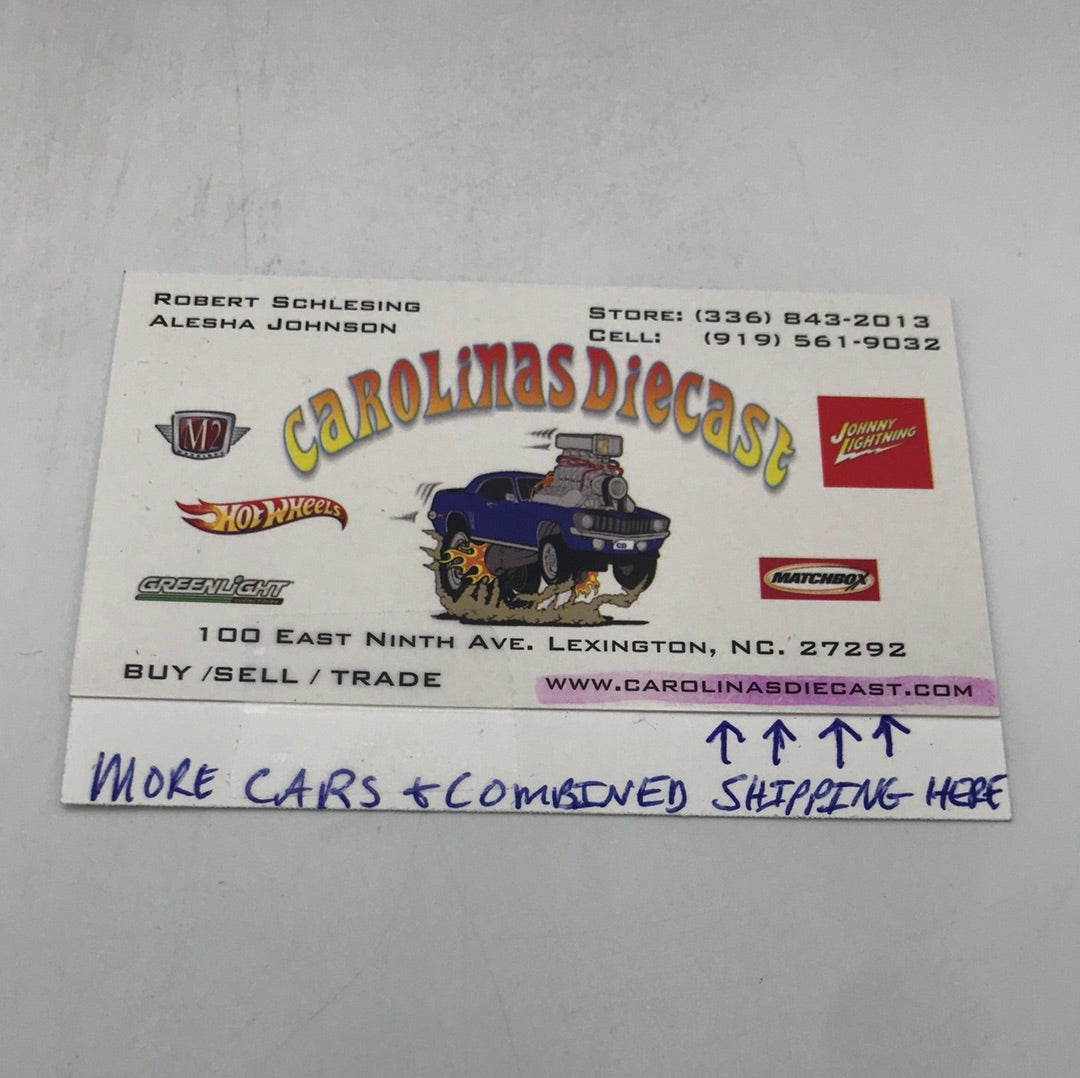 ROBERT SCHLESING
ALESHA JOHNSON
STORE: (336) 843-2013
CELL: (919) 561-9032
CAROLINAS DIECAST
M2
JOHNNY
LIGHTNING
HOT WHEELS
CD
GREENLIGHT
MATCHBOX
100 EAST NINTH AVE. LEXINGTON, NC. 27292
BUY /SELL / TRADE
WWW.CAROLINASDIECAST.COM
MORE CARS + COMBINED SHIPPING HERE